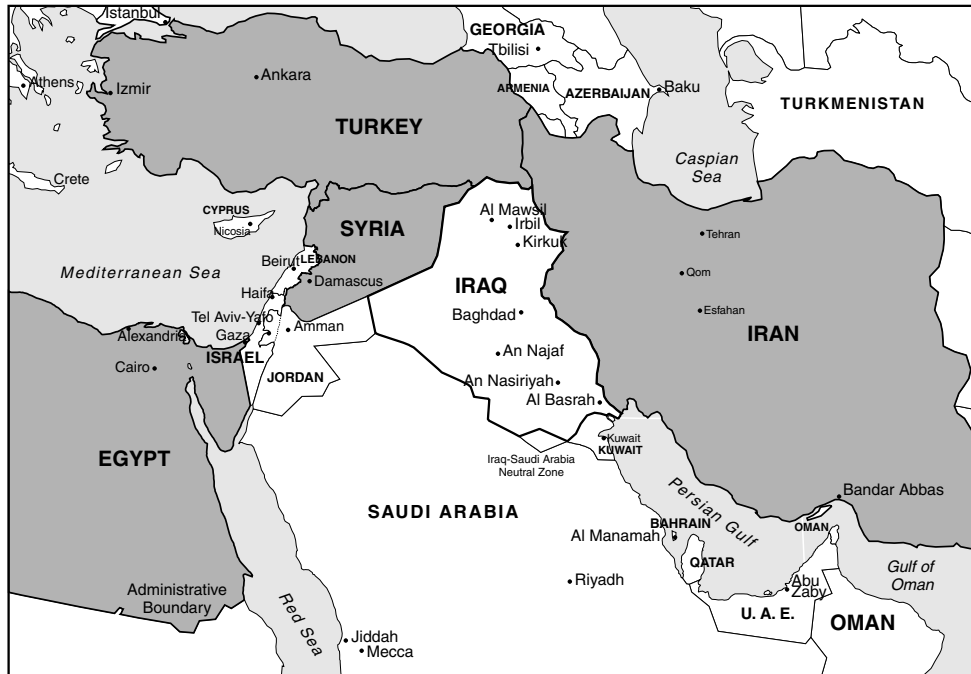 Istanbul
GEORGIA
Tbilisi
Athens
Izmir
Ankara
ARMENIA
AZERBAIJAN
Baku
TURKMENISTAN
TURKEY
Caspian
Sea
Crete
CYPRUS
Nicosia
SYRIA
Al Mawsil
Irbil
Kirkuk
Tehran
Mediterranean Sea
Beirut
LEBANON
Damascus
Qom
Haifa
IRAQ
Baghdad
Esfahan
Tel Aviv-Yafo
Alexandria
Gaza
Amman
IRAN
ISRAEL
Cairo
JORDAN
An Najaf
An Nasiriyah
Al Basrah
Kuwait
KUWAIT
EGYPT
Iraq-Saudi Arabia
Neutral Zone
Persian Gulf
Bandar Abbas
SAUDI ARABIA
BAHRAIN
Al Manamah
OMAN
QATAR
Gulf of
Oman
Riyadh
Abu
Zaby
Administrative
Boundary
U. A. E.
OMAN
Red Sea
Jiddah
Mecca